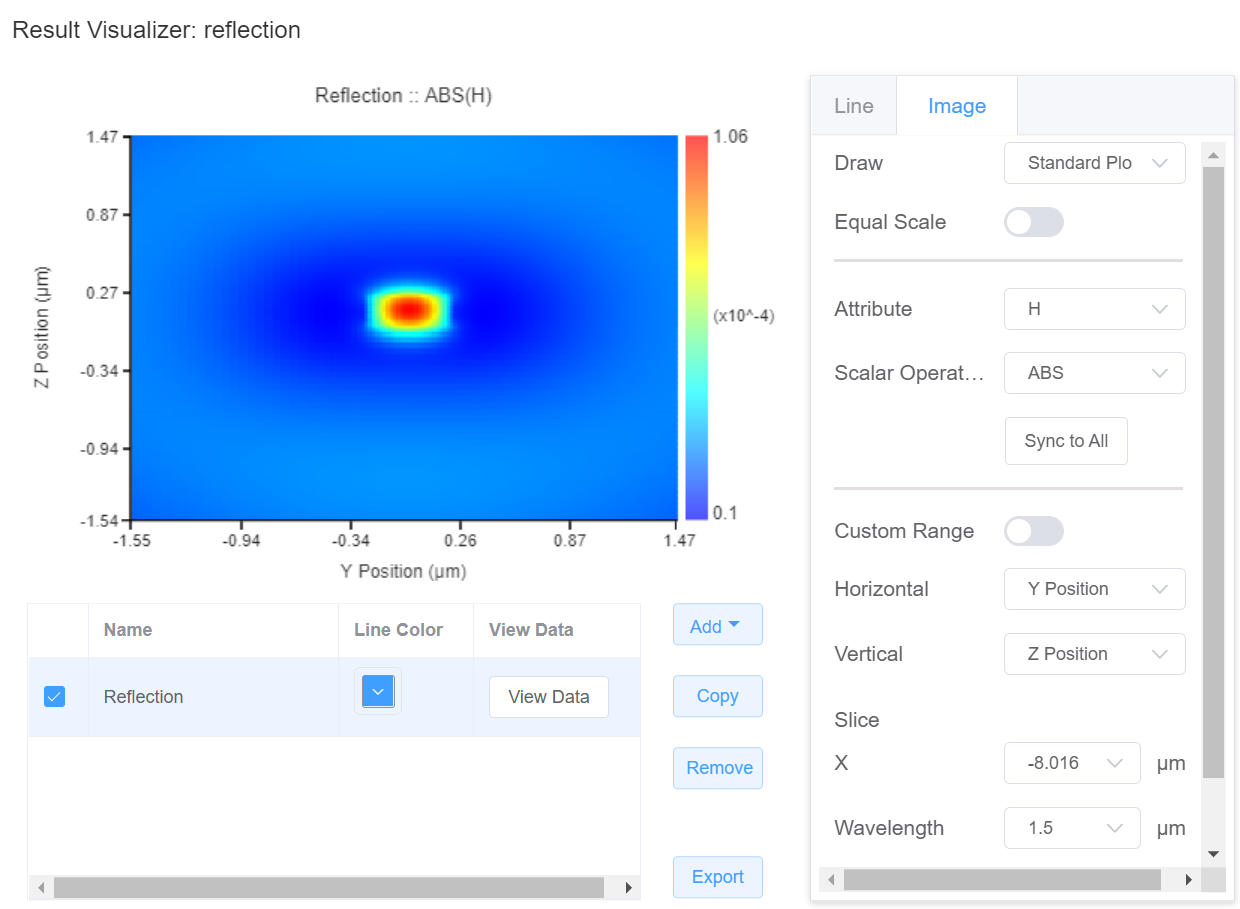 Result Visualizer: reflection
Reflection :: ABS(H)
1.47
0.87
0.27
-0.34
-0.94
-1.54
Z Position (µm)
-1.55 -0.94 -0.34 0.26 0.87 1.47
Y Position (µm)
1.06
(x10^-4)
0.1
Name Line Color View Data
Reflection View Data
Add
Copy
Remove
Export
Line Image
Draw Standard Plo
Equal Scale
Attribute H
Scalar Operat... ABS
Sync to All
Custom Range
Horizontal Y Position
Vertical Z Position
Slice
X -8.016 µm
Wavelength 1.5 µm